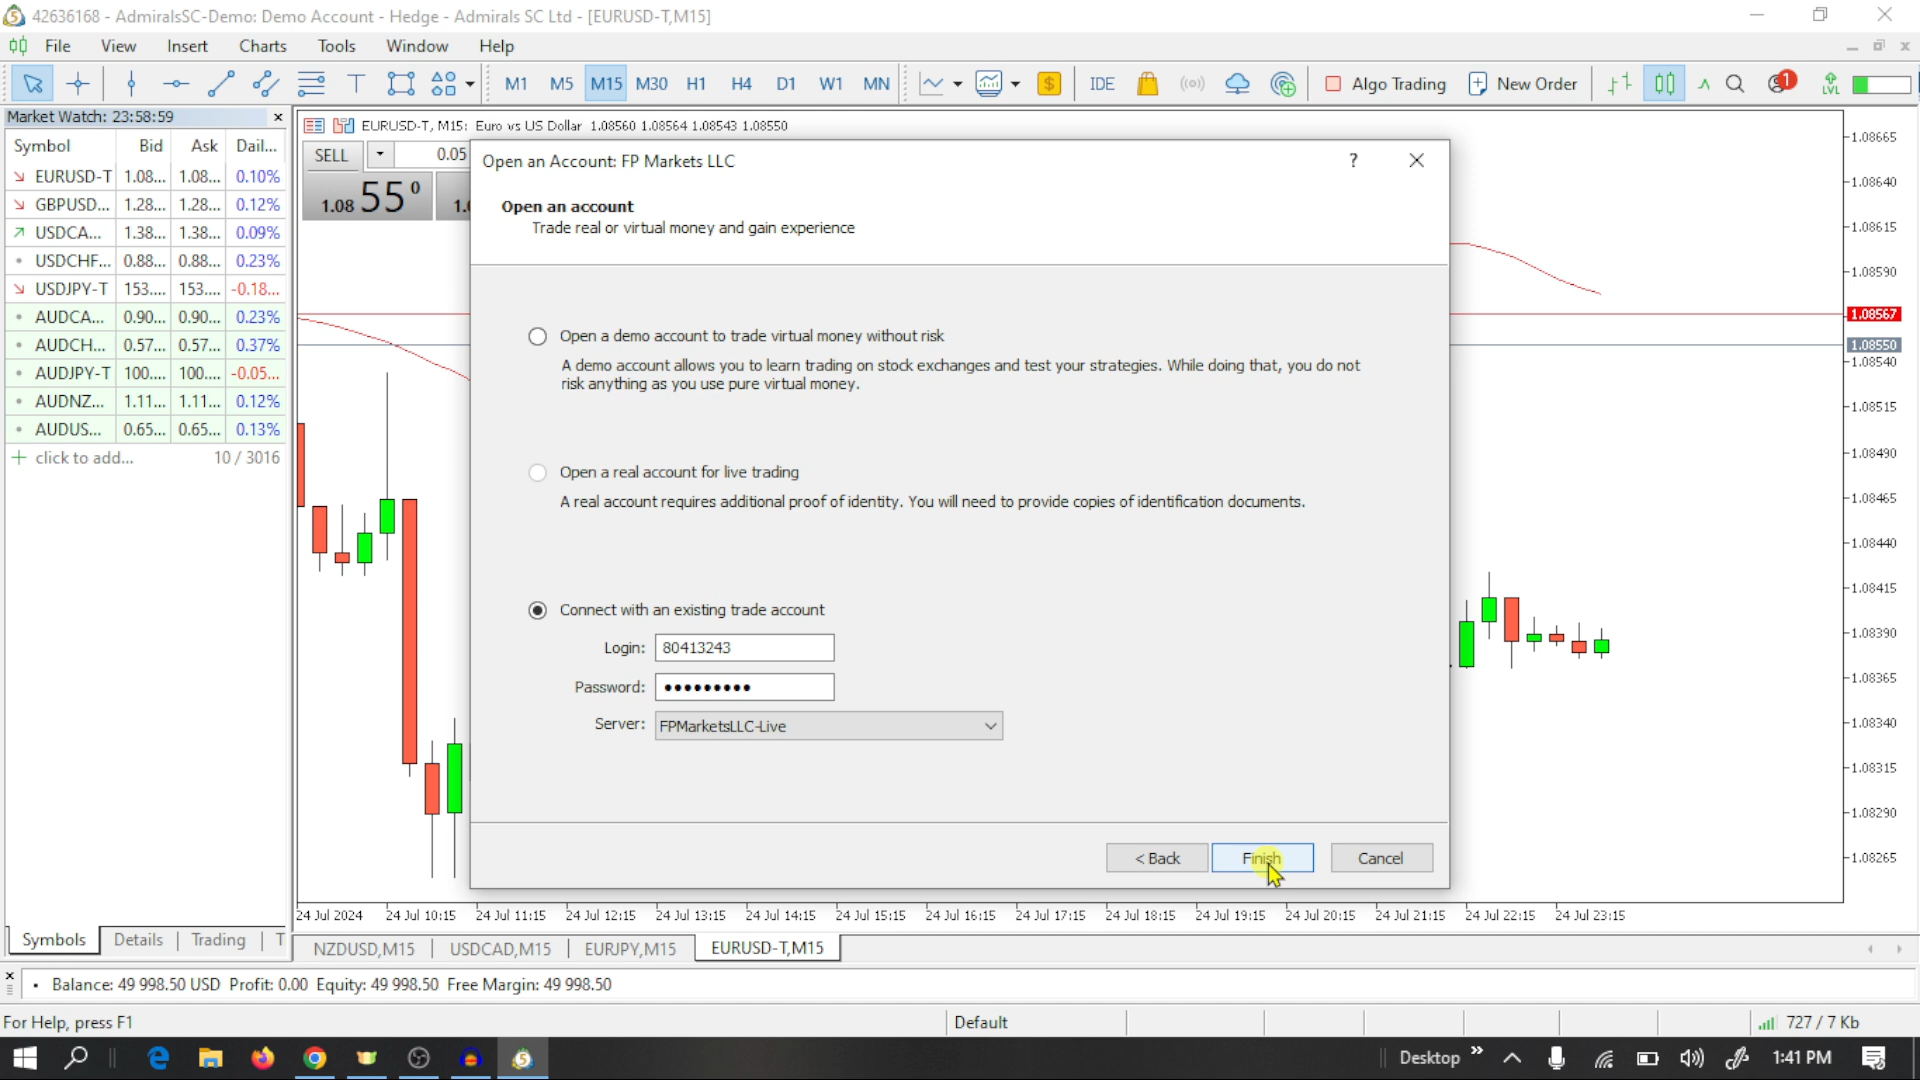 42636168 - AdmiralsSC-Demo: Demo Account - Hedge - Admirals SC Ltd - [EURUSD-T,M15]
File View Insert Charts Tools Window Help
M1 M5 M15 M30 H1 H4 D1 W1 MN IDE Algo Trading New Order 1 LVL
Market Watch: 23:58:59
Symbol Bid Ask Dail...
EURUSD-T 1.08... 1.08... 0.10%
GBPUSD... 1.28... 1.28... 0.12%
USDCA... 1.38... 1.38... 0.09%
USDCHF... 0.88... 0.88... 0.23%
USDJPY-T 153.... 153.... -0.18...
AUDCA... 0.90... 0.90... 0.23%
AUDCH... 0.57... 0.57... 0.37%
AUDJPY-T 100.... 100.... -0.05...
AUDNZ... 1.11... 1.11... 0.12%
AUDUS... 0.65... 0.65... 0.13%
+ click to add... 10 / 3016
Symbols Details Trading T
EURUSD-T, M15: Euro vs US Dollar 1.08560 1.08564 1.08543 1.08550
SELL 0.05
1.08 55 0 1.0
Open an Account: FP Markets LLC
?
Open an account
Trade real or virtual money and gain experience
Open a demo account to trade virtual money without risk
A demo account allows you to learn trading on stock exchanges and test your strategies. While doing that, you do not
risk anything as you use pure virtual money.
Open a real account for live trading
A real account requires additional proof of identity. You will need to provide copies of identification documents.
Connect with an existing trade account
Login: 80413243
Password: •••••••••
Server: FPMarketsLLC-Live
< Back Finish Cancel
1.08665
1.08640
1.08615
1.08590
1.08567
1.08550
1.08540
1.08515
1.08490
1.08465
1.08440
1.08415
1.08390
1.08365
1.08340
1.08315
1.08290
1.08265
24 Jul 2024 24 Jul 10:15 24 Jul 11:15 24 Jul 12:15 24 Jul 13:15 24 Jul 14:15 24 Jul 15:15 24 Jul 16:15 24 Jul 17:15 24 Jul 18:15 24 Jul 19:15 24 Jul 20:15 24 Jul 21:15 24 Jul 22:15 24 Jul 23:15
NZDUSD,M15 USDCAD,M15 EURJPY,M15 EURUSD-T,M15
Balance: 49 998.50 USD Profit: 0.00 Equity: 49 998.50 Free Margin: 49 998.50
For Help, press F1 Default 727 / 7 Kb
Desktop » 1:41 PM